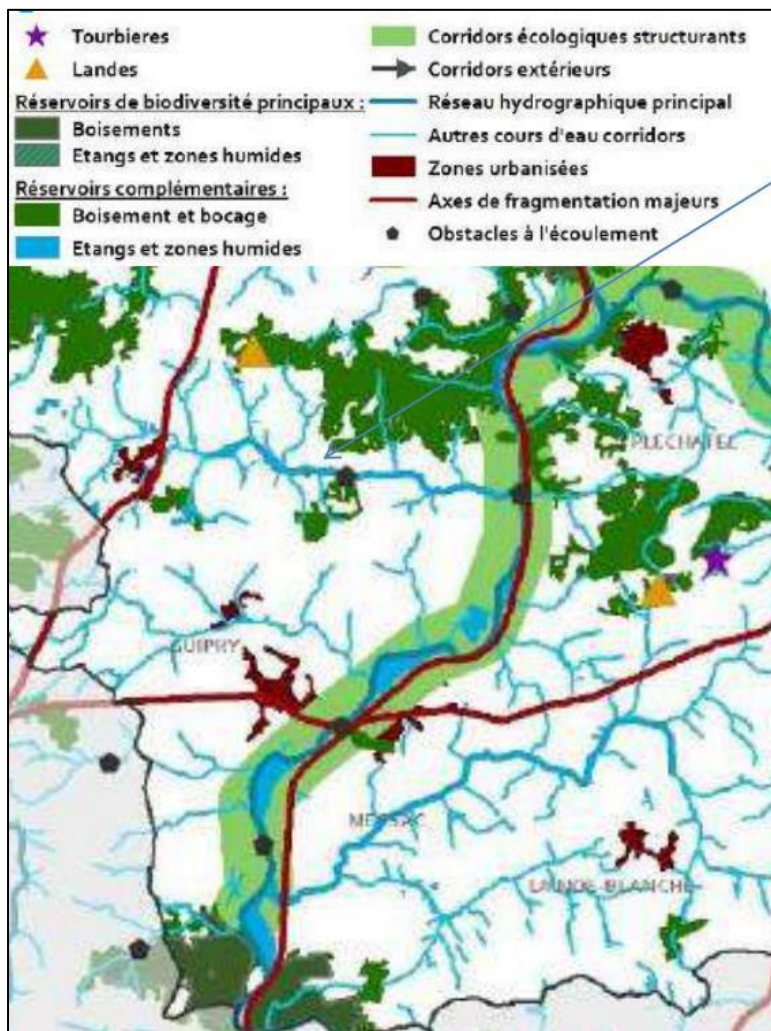 Tourbieres
Landes
Réservoirs de biodiversité principaux :
Boisements
Etangs et zones humides
Réservoirs complémentaires :
Boisement et bocage
Etangs et zones humides
Corridors écologiques structurants
Corridors extérieurs
Réseau hydrographique principal
Autres cours d'eau corridors
Zones urbanisées
Axes de fragmentation majeurs
Obstacles à l'écoulement
PLECHATEL
GUIPRY
MESSAC
LA NOE-BLANCHE